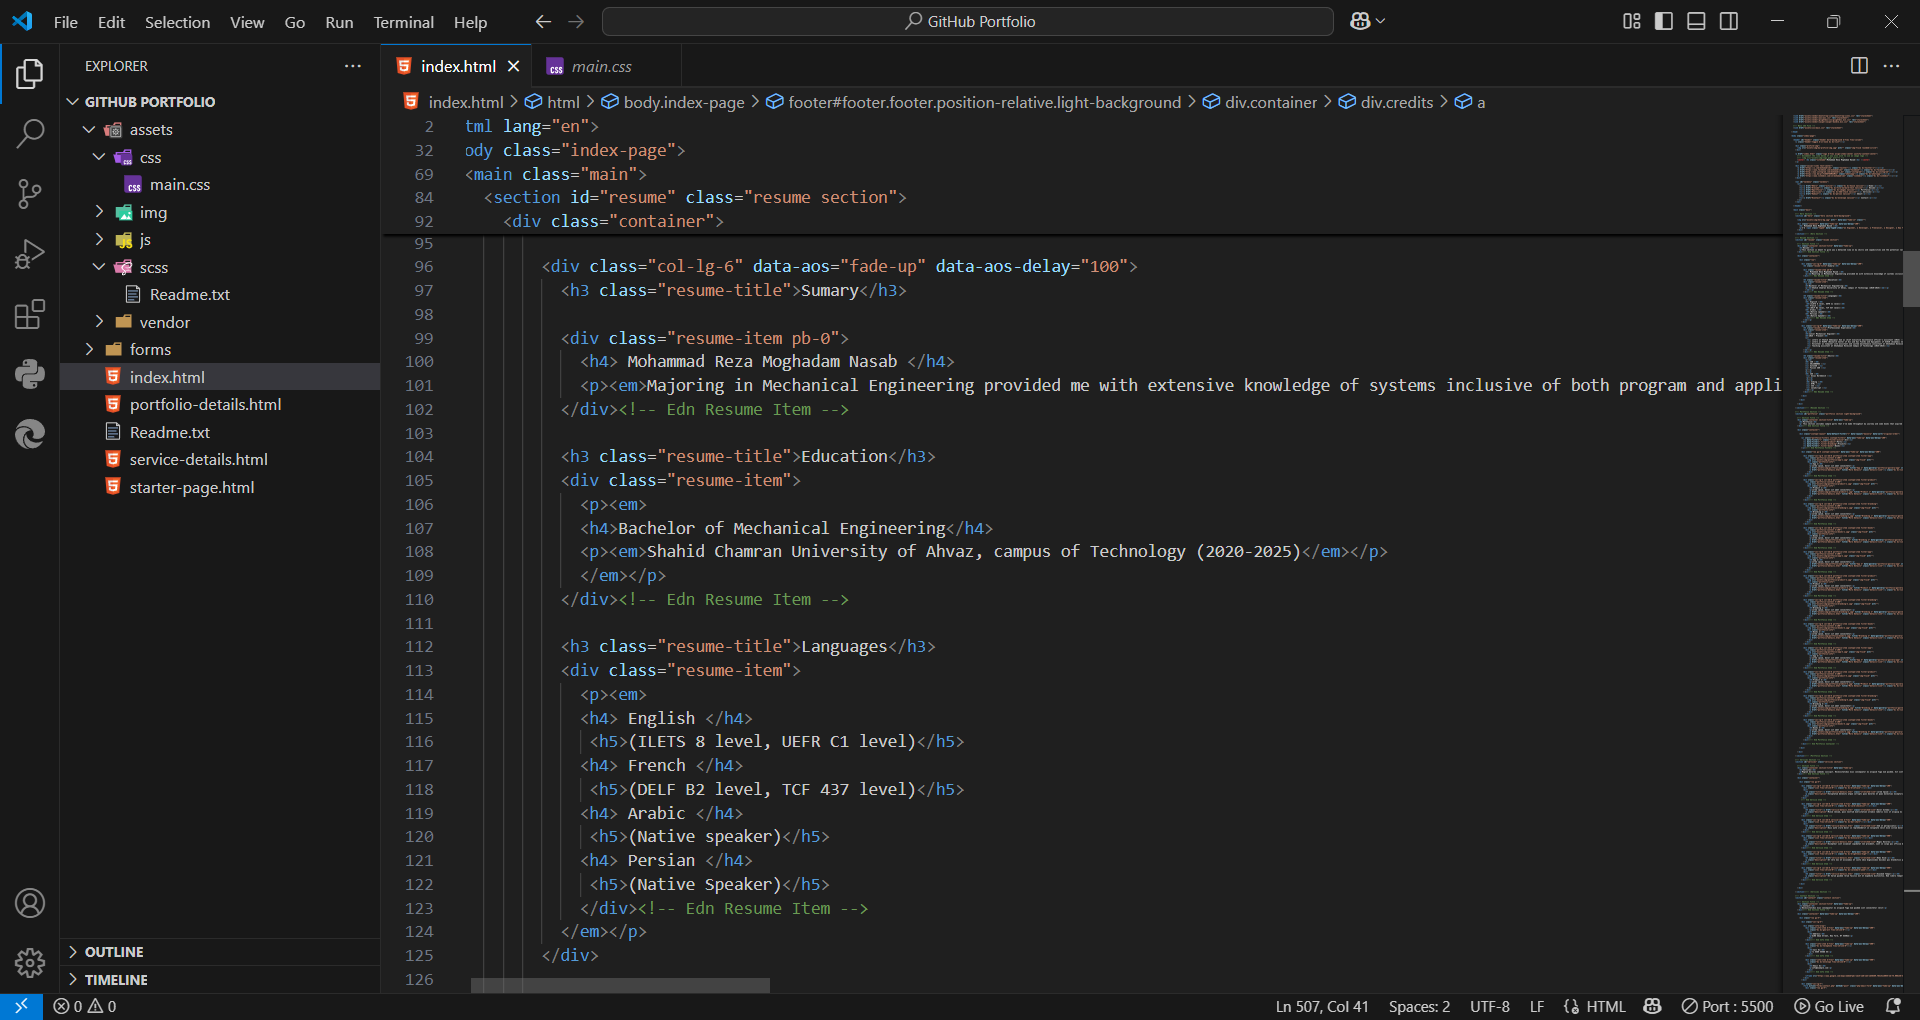 File Edit Selection View Go Run Terminal Help
GitHub Portfolio
EXPLORER
GITHUB PORTFOLIO
assets
css
main.css
img
js
scss
Readme.txt
vendor
forms
index.html
portfolio-details.html
Readme.txt
service-details.html
starter-page.html
OUTLINE
TIMELINE
index.html
main.css
index.html > html > body.index-page > footer#footer.footer.position-relative.light-background > div.container > div.credits > a
2 tml lang="en">
32 ody class="index-page">
69 <main class="main">
84 <section id="resume" class="resume section">
92 <div class="container">
95
96 <div class="col-lg-6" data-aos="fade-up" data-aos-delay="100">
97 <h3 class="resume-title">Sumary</h3>
98
99 <div class="resume-item pb-0">
100 <h4> Mohammad Reza Moghadam Nasab </h4>
101 <p><em>Majoring in Mechanical Engineering provided me with extensive knowledge of systems inclusive of both program and appli
102 </div><!-- Edn Resume Item -->
103
104 <h3 class="resume-title">Education</h3>
105 <div class="resume-item">
106 <p><em>
107 <h4>Bachelor of Mechanical Engineering</h4>
108 <p><em>Shahid Chamran University of Ahvaz, campus of Technology (2020-2025)</em></p>
109 </em></p>
110 </div><!-- Edn Resume Item -->
111
112 <h3 class="resume-title">Languages</h3>
113 <div class="resume-item">
114 <p><em>
115 <h4> English </h4>
116 <h5>(ILETS 8 level, UEFR C1 level)</h5>
117 <h4> French </h4>
118 <h5>(DELF B2 level, TCF 437 level)</h5>
119 <h4> Arabic </h4>
120 <h5>(Native speaker)</h5>
121 <h4> Persian </h4>
122 <h5>(Native Speaker)</h5>
123 </div><!-- Edn Resume Item -->
124 </em></p>
125 </div>
126
0 0
Ln 507, Col 41 Spaces: 2 UTF-8 LF HTML Port : 5500 Go Live